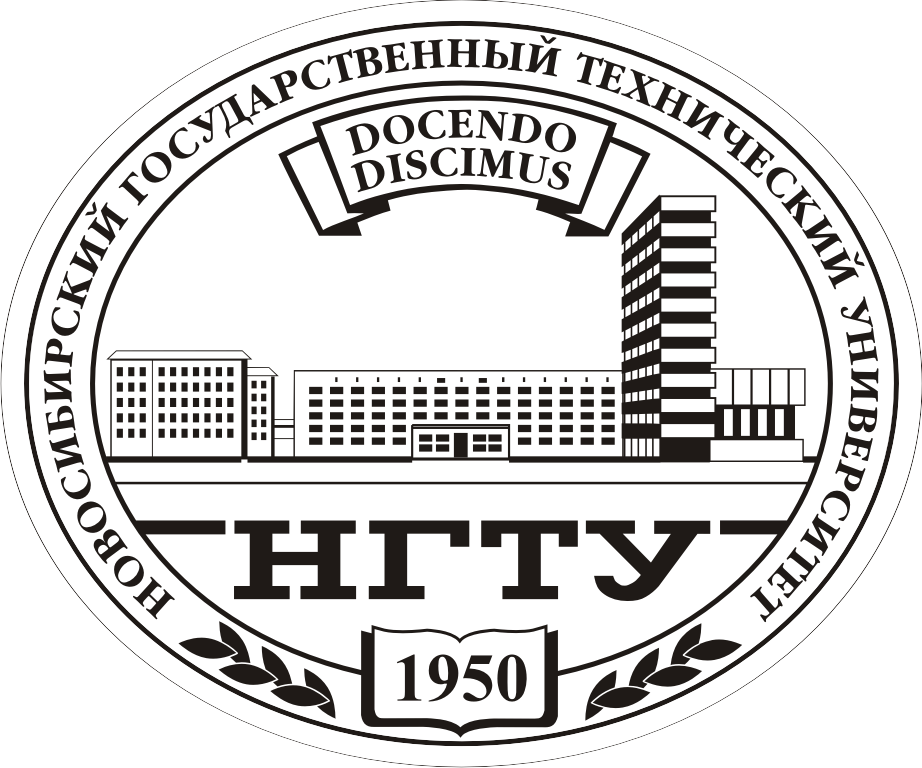 НОВОСИБИРСКИЙ ГОСУДАРСТВЕННЫЙ ТЕХНИЧЕСКИЙ УНИВЕРСИТЕТ
DOCENDO
DISCIMUS
НГТУ
1950